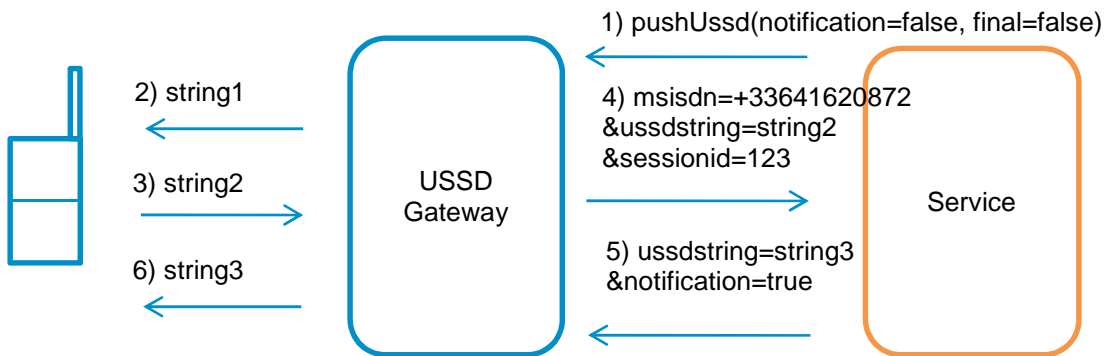 1) pushUssd(notification=false, final=false)
2) string1
4) msisdn=+33641620872
&ussdstring=string2
&sessionid=123
3) string2
USSD
Gateway
Service
5) ussdstring=string3
&notification=true
6) string3